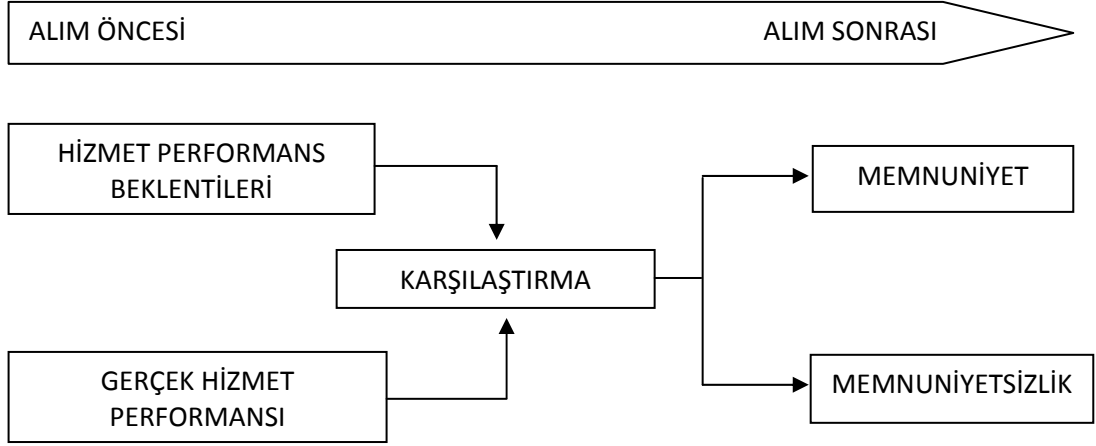 ALIM ÖNCESİ
ALIM SONRASI
HİZMET PERFORMANS
BEKLENTİLERİ
MEMNUNİYET
KARŞILAŞTIRMA
GERÇEK HİZMET
PERFORMANSI
MEMNUNİYETSİZLİK